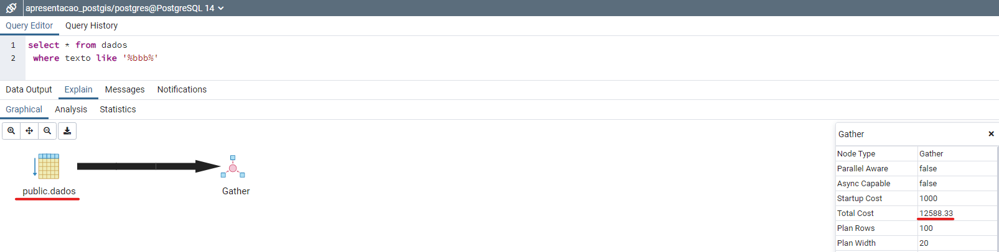 apresentacao_postgis/postgres@PostgreSQL 14
Query Editor Query History
1 select * from dados
2 where texto like '%bbb%'
Data Output Explain Messages Notifications
Graphical Analysis Statistics
public.dados
Gather
Gather ×
Node Type Gather
Parallel Aware false
Async Capable false
Startup Cost 1000
Total Cost 12588.33
Plan Rows 100
Plan Width 20